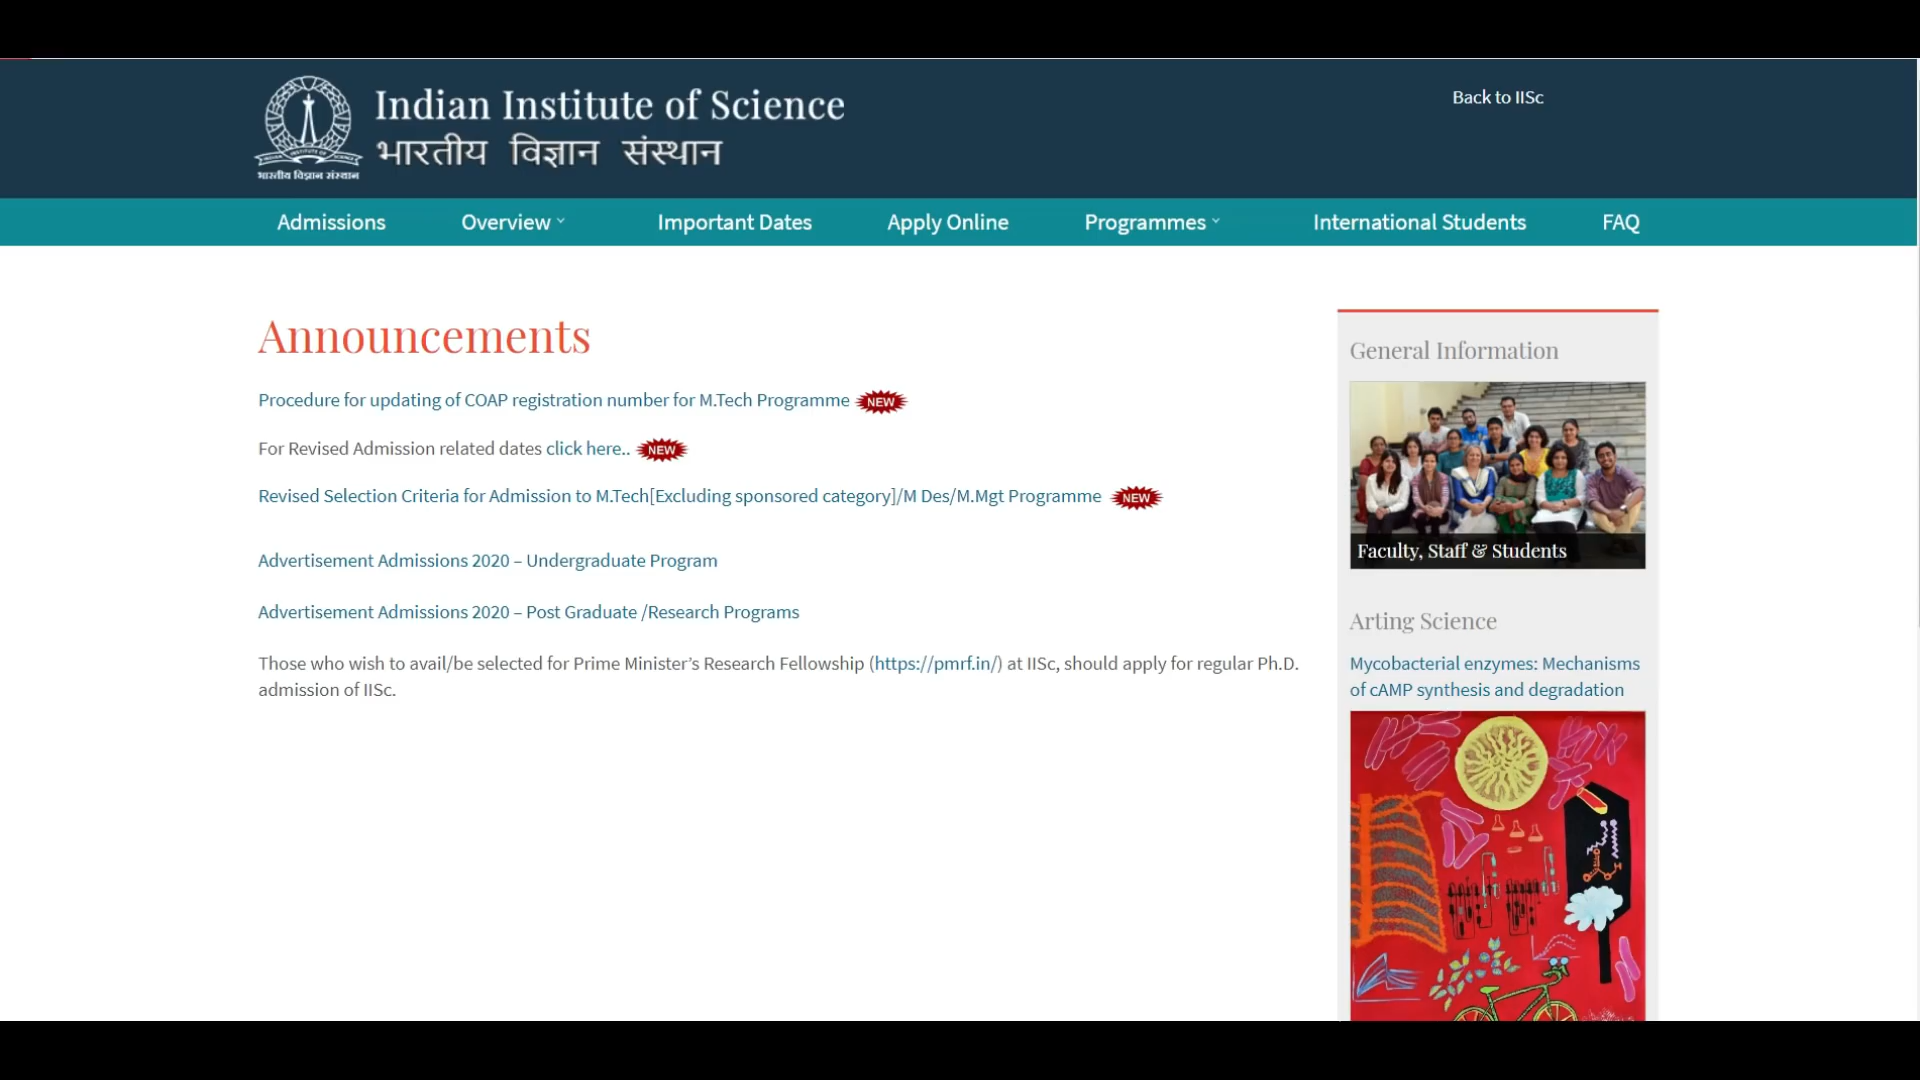 Indian Institute of Science
भारतीय विज्ञान संस्थान
भारतीय विज्ञान संस्थान
Back to IISc
Admissions Overview Important Dates Apply Online Programmes International Students FAQ
Announcements
Procedure for updating of COAP registration number for M.Tech Programme NEW
For Revised Admission related dates click here.. NEW
Revised Selection Criteria for Admission to M.Tech[Excluding sponsored category]/M Des/M.Mgt Programme NEW
Advertisement Admissions 2020 – Undergraduate Program
Advertisement Admissions 2020 – Post Graduate /Research Programs
Those who wish to avail/be selected for Prime Minister’s Research Fellowship (https://pmrf.in/) at IISc, should apply for regular Ph.D.
admission of IISc.
General Information
Faculty, Staff & Students
Arting Science
Mycobacterial enzymes: Mechanisms
of cAMP synthesis and degradation